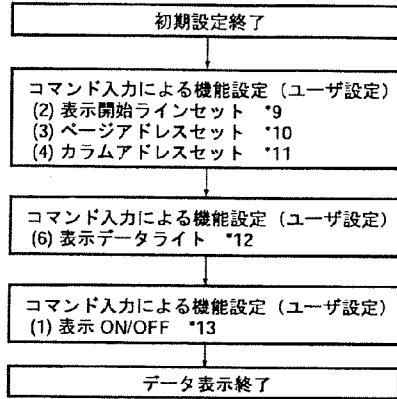 初期設定終了
コマンド入力による機能設定（ユーザ設定）
(2) 表示開始ラインセット *9
(3) ページアドレスセット *10
(4) カラムアドレスセット *11
コマンド入力による機能設定（ユーザ設定）
(6) 表示データライト *12
コマンド入力による機能設定（ユーザ設定）
(1) 表示 ON/OFF *13
データ表示終了